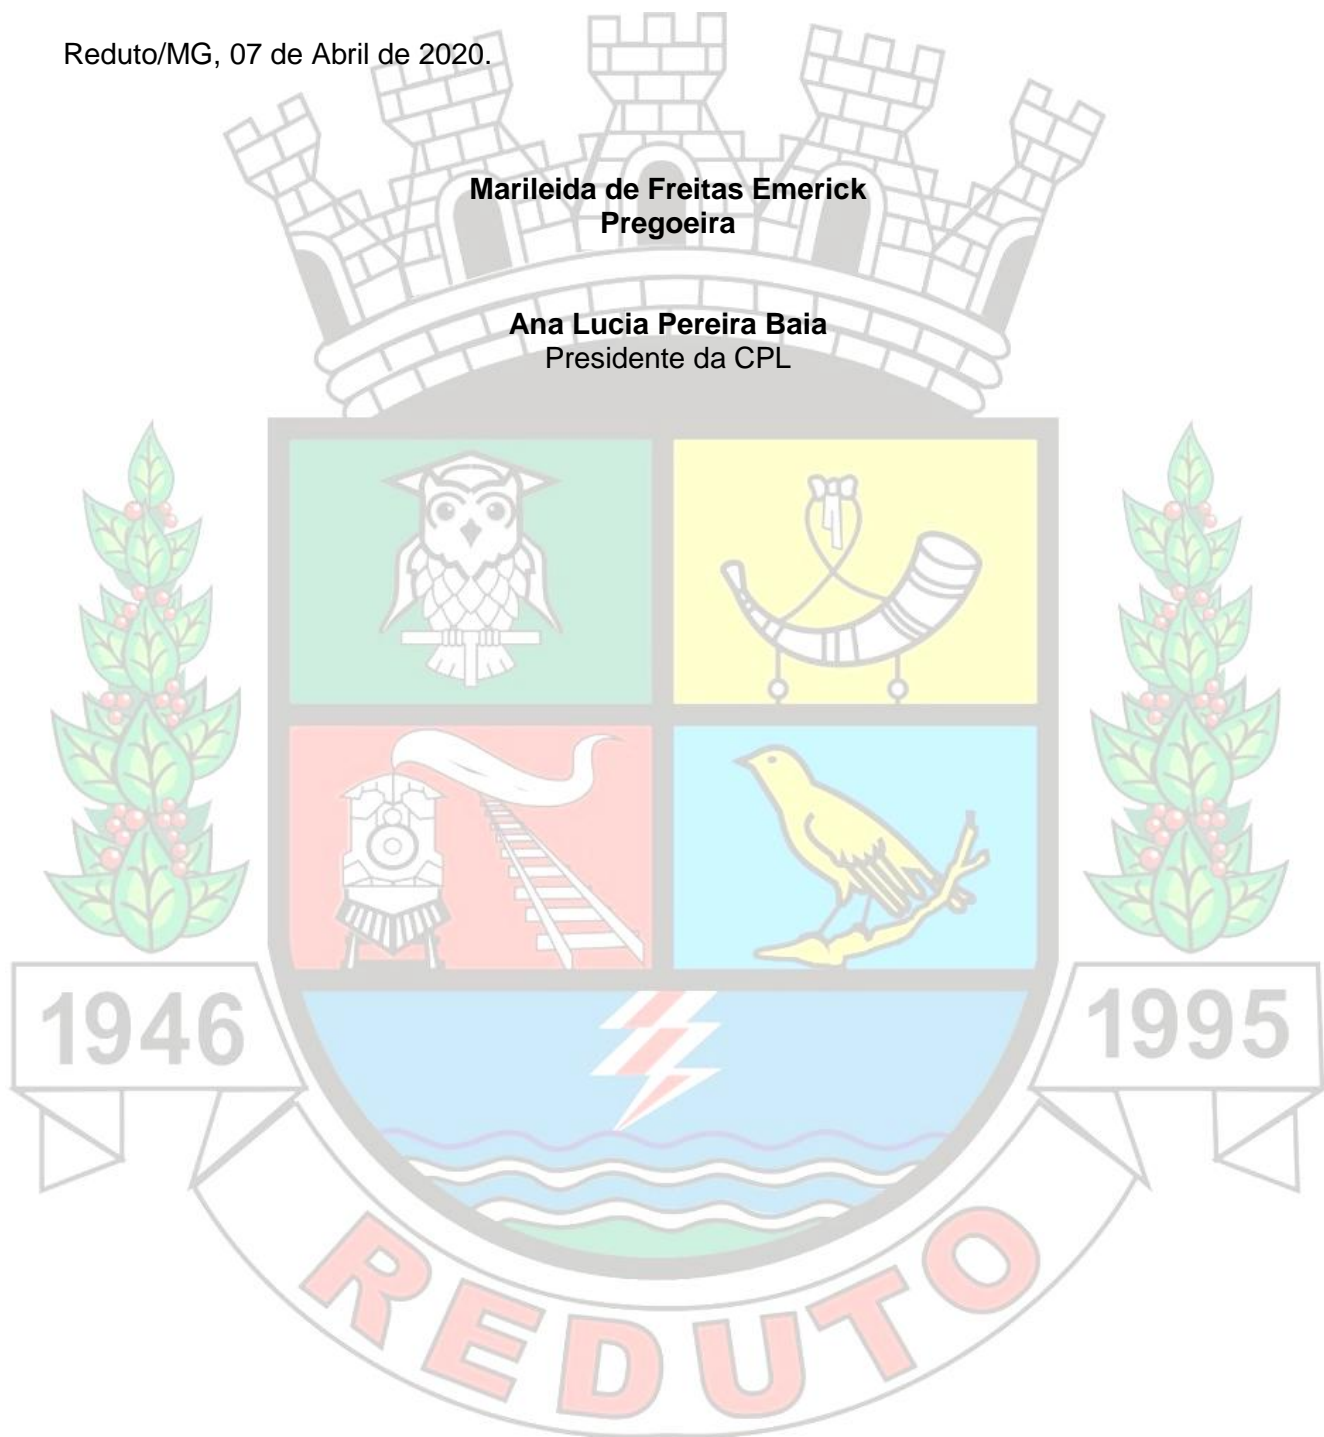 Reduto/MG, 07 de Abril de 2020.
Marileida de Freitas Emerick
Pregoeira
Ana Lucia Pereira Baia
Presidente da CPL
1946
1995
REDUTO